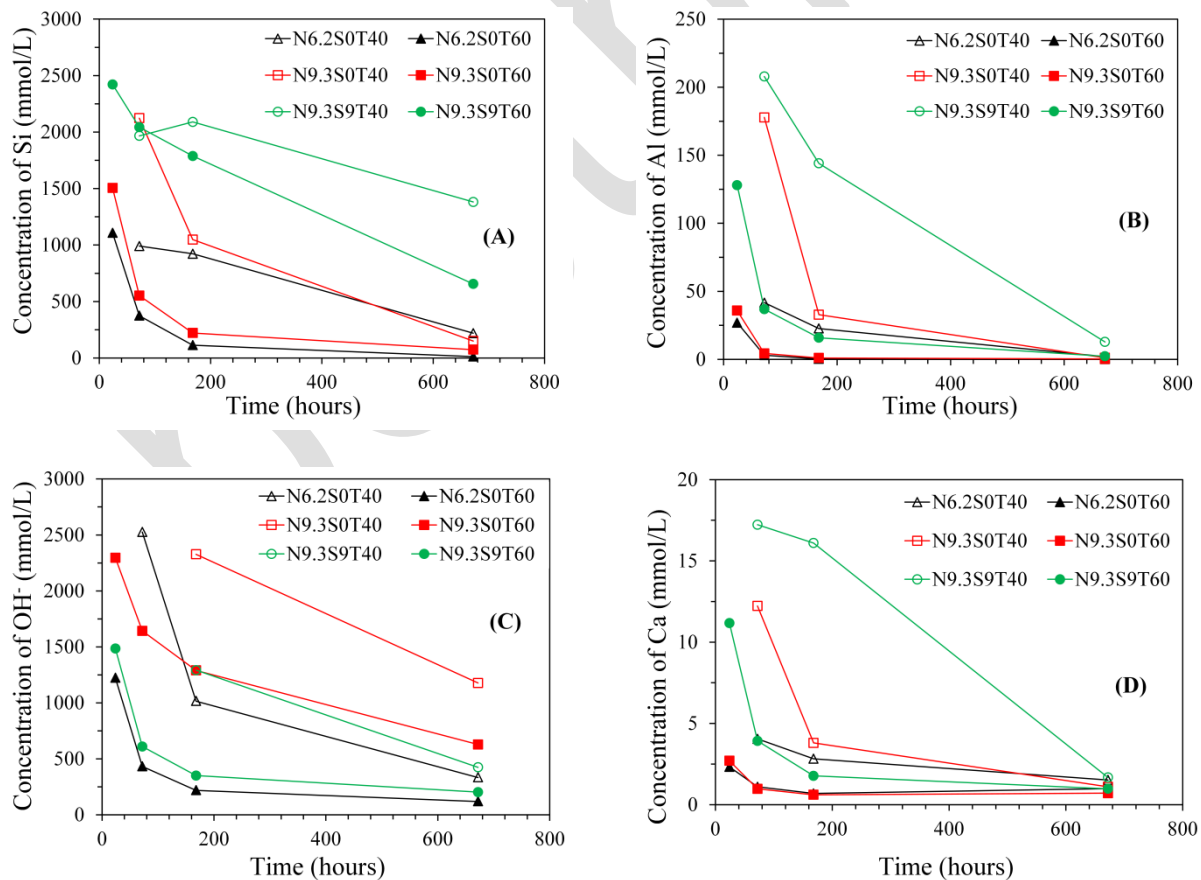 3000
2500
2000
1500
1000
500
0
Concentration of Si (mmol/L)
N6.2S0T40 N6.2S0T60
N9.3S0T40 N9.3S0T60
N9.3S9T40 N9.3S9T60
(A)
0 200 400 600 800
Time (hours)
250
200
150
100
50
0
Concentration of Al (mmol/L)
N6.2S0T40 N6.2S0T60
N9.3S0T40 N9.3S0T60
N9.3S9T40 N9.3S9T60
(B)
0 200 400 600 800
Time (hours)
3000
2500
2000
1500
1000
500
0
Concentration of OH⁻ (mmol/L)
N6.2S0T40 N6.2S0T60
N9.3S0T40 N9.3S0T60
N9.3S9T40 N9.3S9T60
(C)
0 200 400 600 800
Time (hours)
20
15
10
5
0
Concentration of Ca (mmol/L)
N6.2S0T40 N6.2S0T60
N9.3S0T40 N9.3S0T60
N9.3S9T40 N9.3S9T60
(D)
0 200 400 600 800
Time (hours)